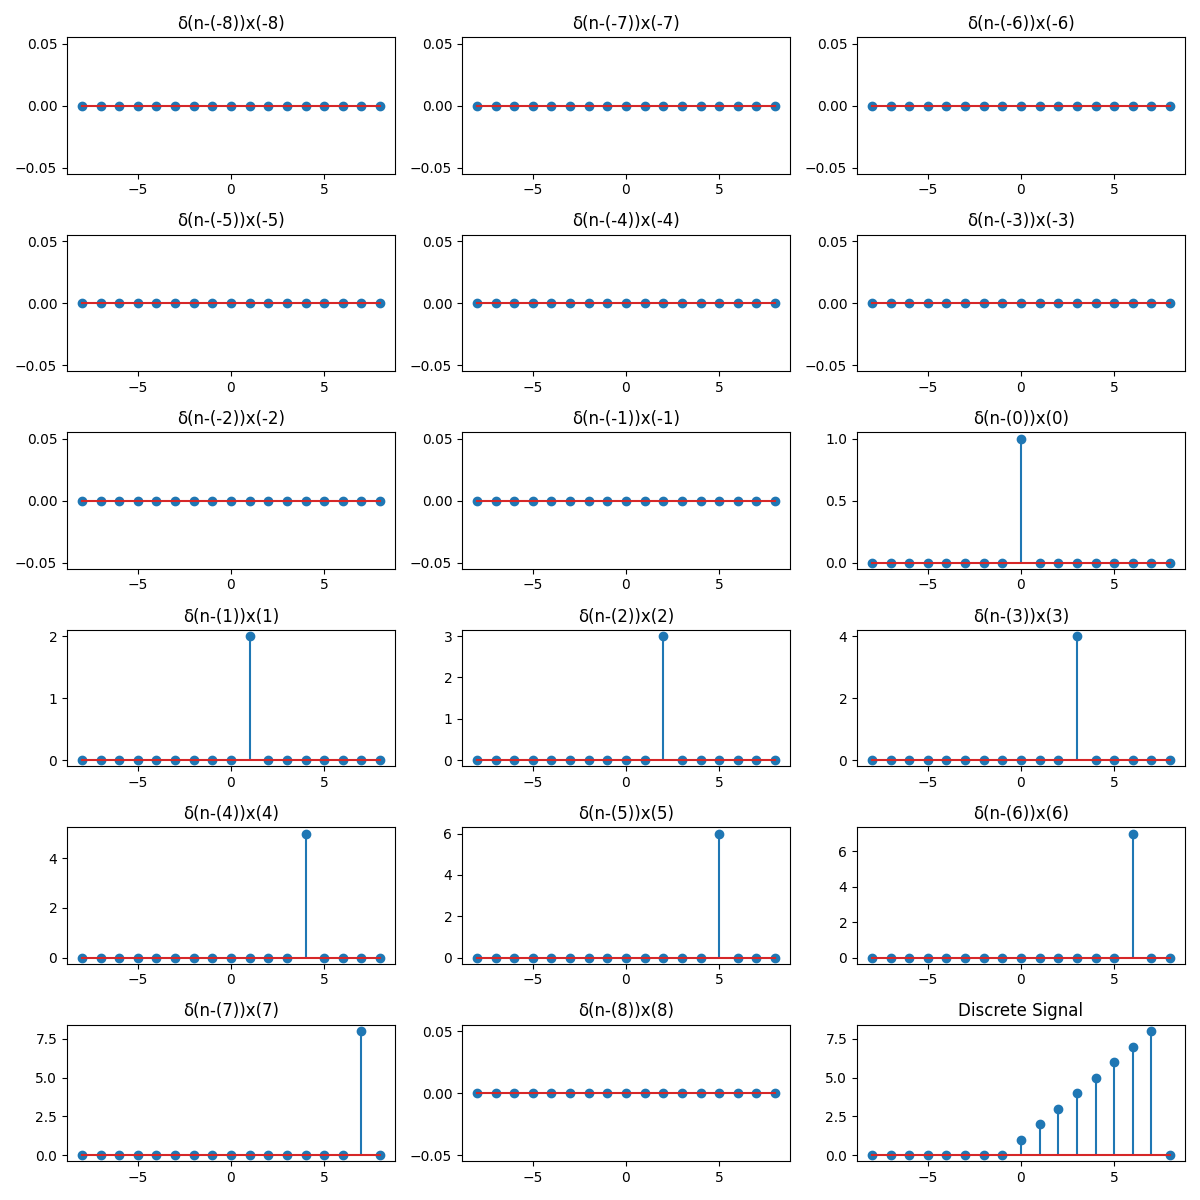 δ(n-(-8))x(-8) δ(n-(-7))x(-7) δ(n-(-6))x(-6)
0.05 0.05 0.05
0.00 0.00 0.00
−0.05 −0.05 −0.05
−5 0 5 −5 0 5 −5 0 5
δ(n-(-5))x(-5) δ(n-(-4))x(-4) δ(n-(-3))x(-3)
0.05 0.05 0.05
0.00 0.00 0.00
−0.05 −0.05 −0.05
−5 0 5 −5 0 5 −5 0 5
δ(n-(-2))x(-2) δ(n-(-1))x(-1) δ(n-(0))x(0)
0.05 0.05 1.0
0.00 0.00 0.5
−0.05 −0.05 0.0
−5 0 5 −5 0 5 −5 0 5
δ(n-(1))x(1) δ(n-(2))x(2) δ(n-(3))x(3)
2 3 4
2
1 2
1
0 0 0
−5 0 5 −5 0 5 −5 0 5
δ(n-(4))x(4) δ(n-(5))x(5) δ(n-(6))x(6)
6 6
4 4 4
2 2 2
0 0 0
−5 0 5 −5 0 5 −5 0 5
δ(n-(7))x(7) δ(n-(8))x(8) Discrete Signal
7.5 0.05 7.5
5.0 5.0
0.00
2.5 2.5
0.0 −0.05 0.0
−5 0 5 −5 0 5 −5 0 5